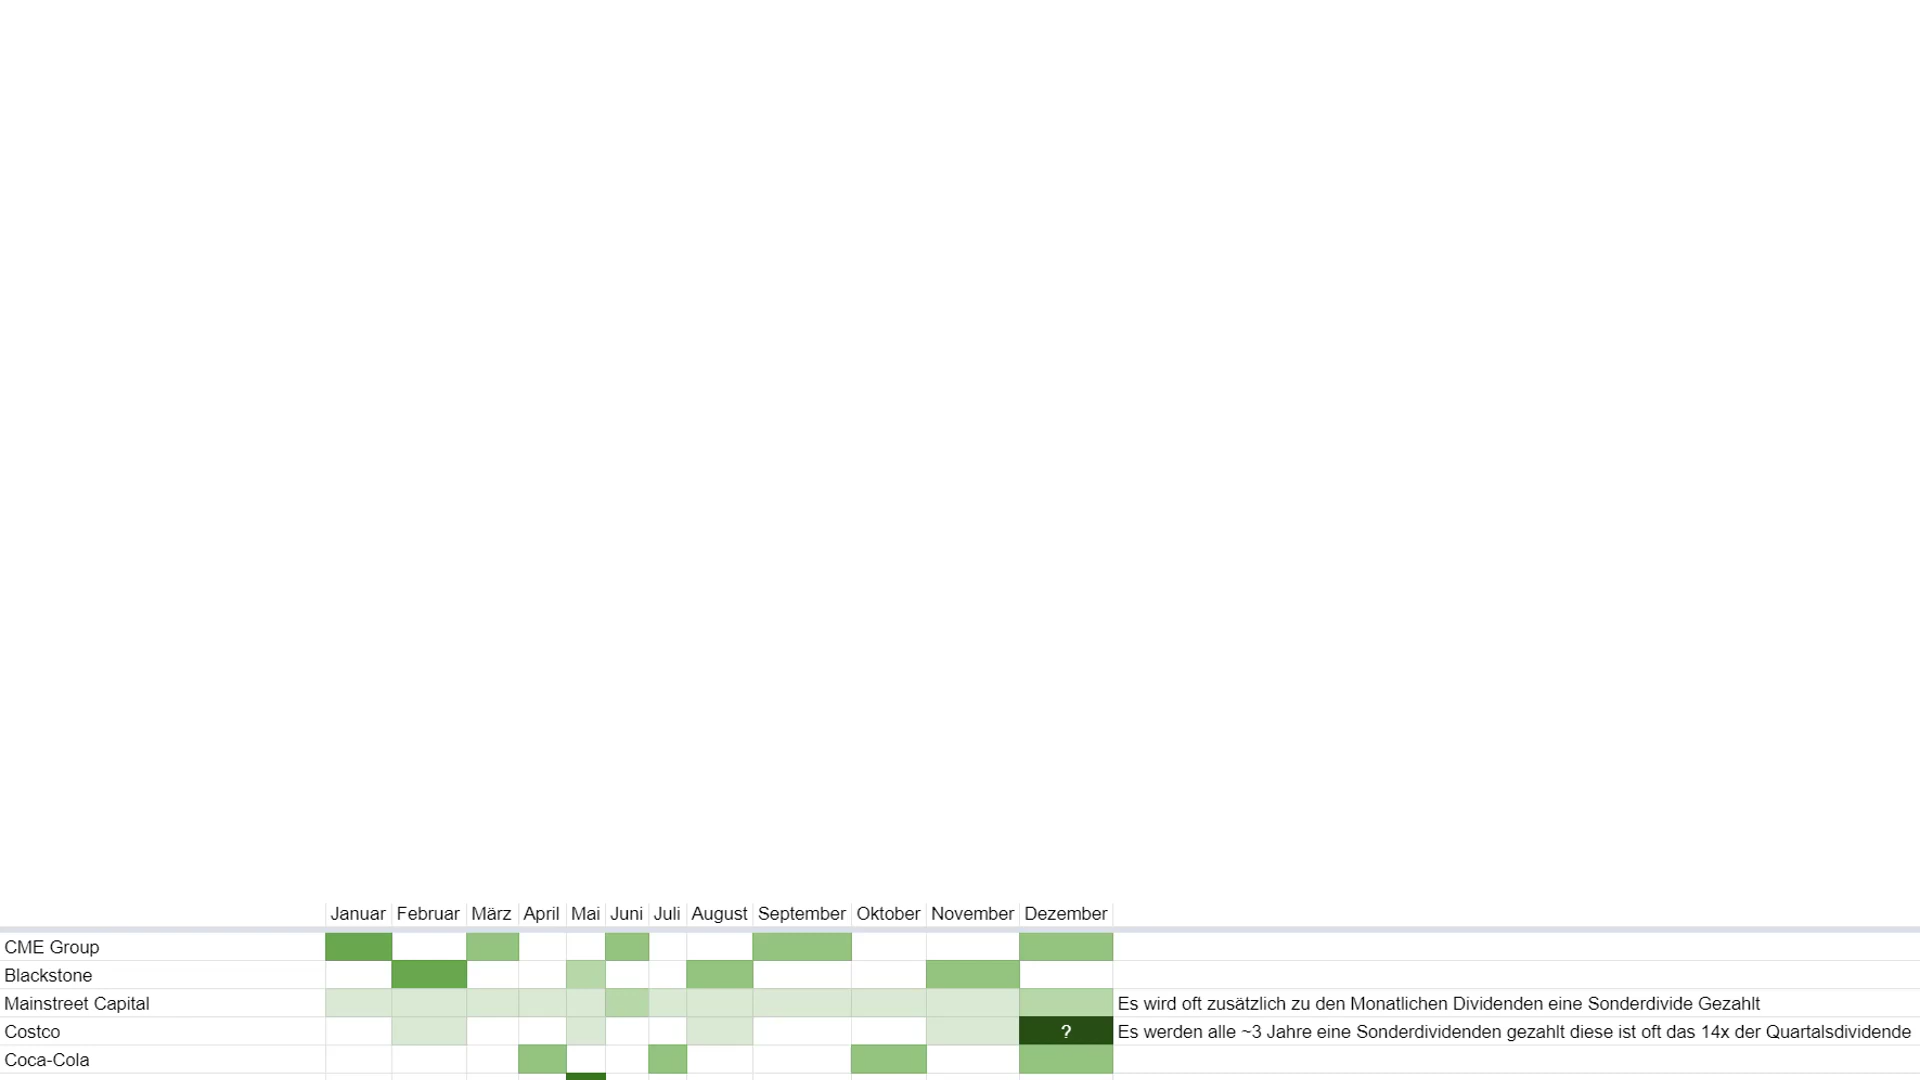 Januar Februar März April Mai Juni Juli August September Oktober November Dezember
CME Group
Blackstone
Mainstreet Capital Es wird oft zusätzlich zu den Monatlichen Dividenden eine Sonderdivide Gezahlt
Costco ? Es werden alle ~3 Jahre eine Sonderdividenden gezahlt diese ist oft das 14x der Quartalsdividende
Coca-Cola